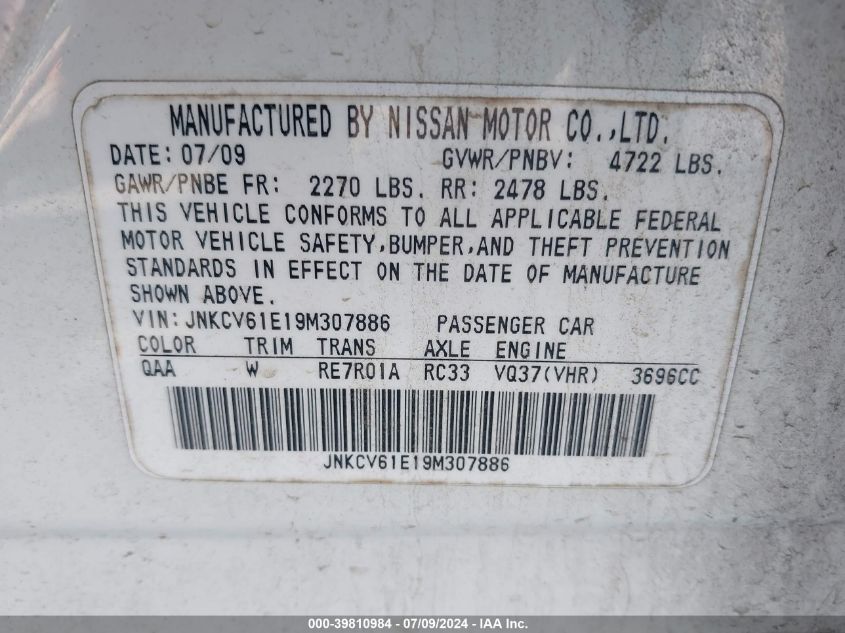 MANUFACTURED BY NISSAN MOTOR CO.,LTD.
DATE: 07/09 GVWR/PNBV: 4722 LBS.
GAWR/PNBE FR: 2270 LBS. RR: 2478 LBS.
THIS VEHICLE CONFORMS TO ALL APPLICABLE FEDERAL
MOTOR VEHICLE SAFETY,BUMPER,AND THEFT PREVENTION
STANDARDS IN EFFECT ON THE DATE OF MANUFACTURE
SHOWN ABOVE.
VIN:JNKCV61E19M307886 PASSENGER CAR
COLOR TRIM TRANS AXLE ENGINE
QAA W RE7R01A RC33 VQ37(VHR) 3696CC
JNKCV61E19M307886
000-39810984 - 07/09/2024 - IAA Inc.